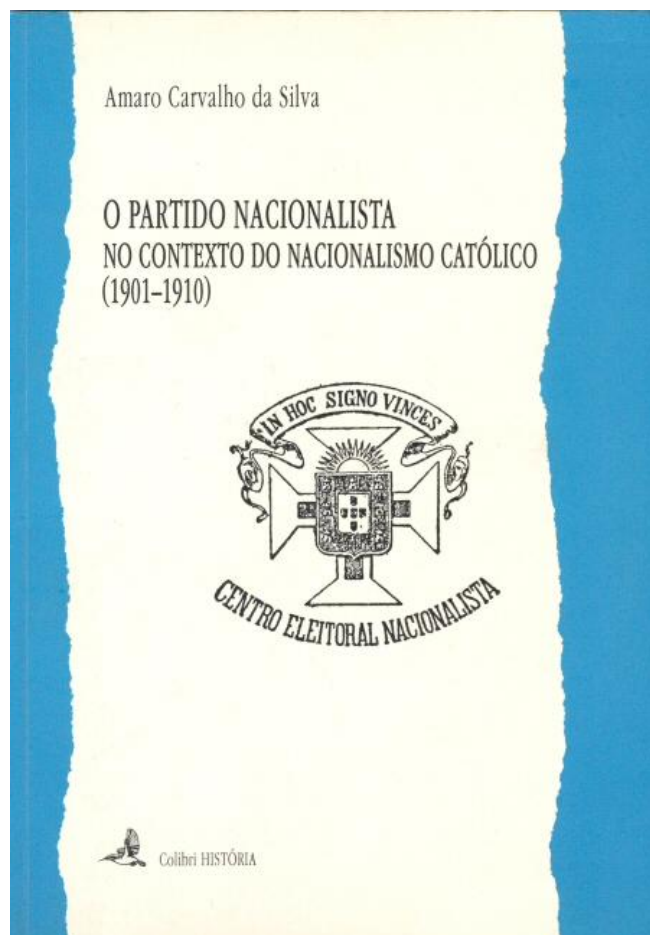 Amaro Carvalho da Silva
O PARTIDO NACIONALISTA
NO CONTEXTO DO NACIONALISMO CATÓLICO
(1901–1910)
IN HOC SIGNO VINCES
CENTRO ELEITORAL NACIONALISTA
Colibri HISTÓRIA